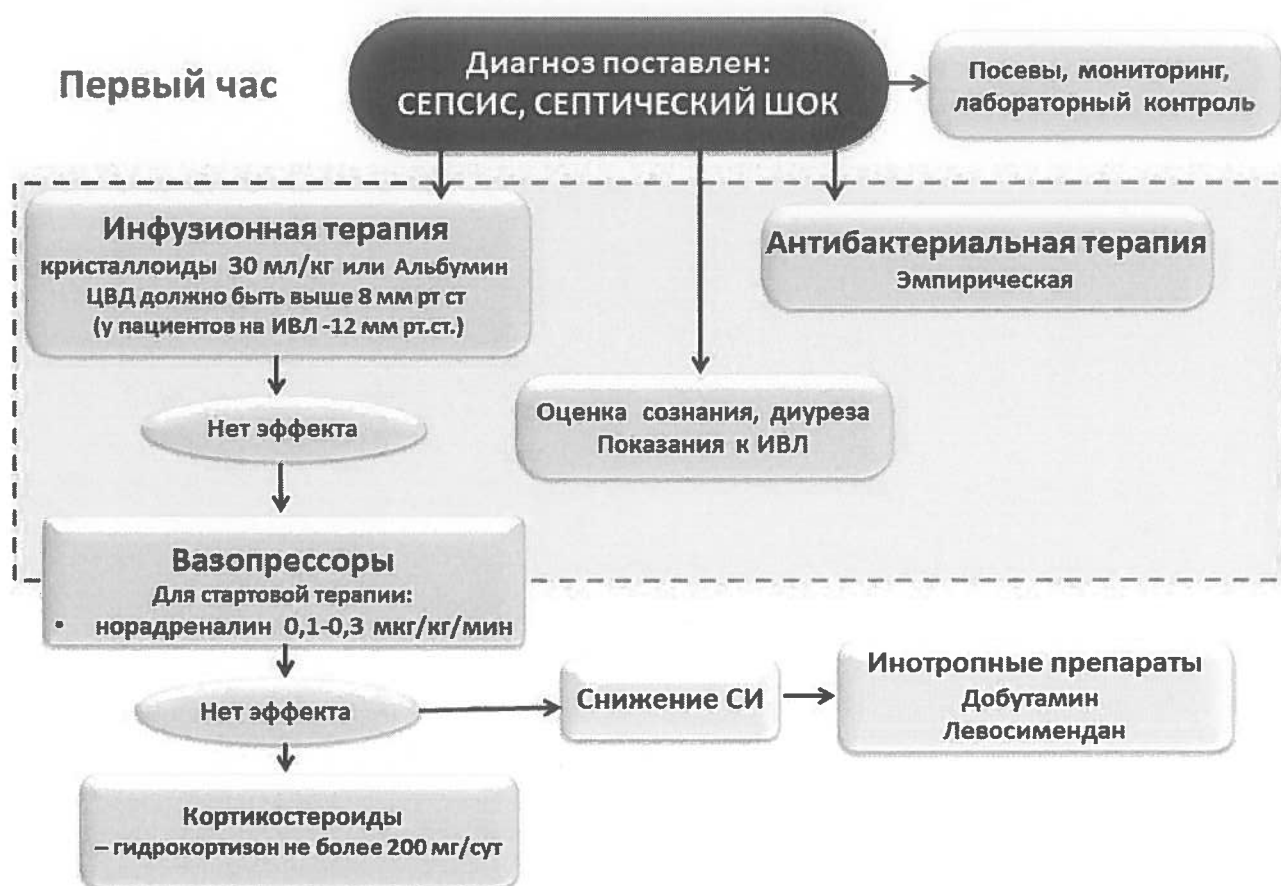 Первый час
Диагноз поставлен:
СЕПСИС, СЕПТИЧЕСКИЙ ШОК
Посевы, мониторинг,
лабораторный контроль
Инфузионная терапия
кристаллоиды 30 мл/кг или Альбумин
ЦВД должно быть выше 8 мм рт ст
(у пациентов на ИВЛ -12 мм рт.ст.)
Антибактериальная терапия
Эмпирическая
Нет эффекта
Оценка сознания, диуреза
Показания к ИВЛ
Вазопрессоры
Для стартовой терапии:
• норадреналин 0,1-0,3 мкг/кг/мин
Нет эффекта
Снижение СИ
Инотропные препараты
Добутамин
Левосимендан
Кортикостероиды
– гидрокортизон не более 200 мг/сут